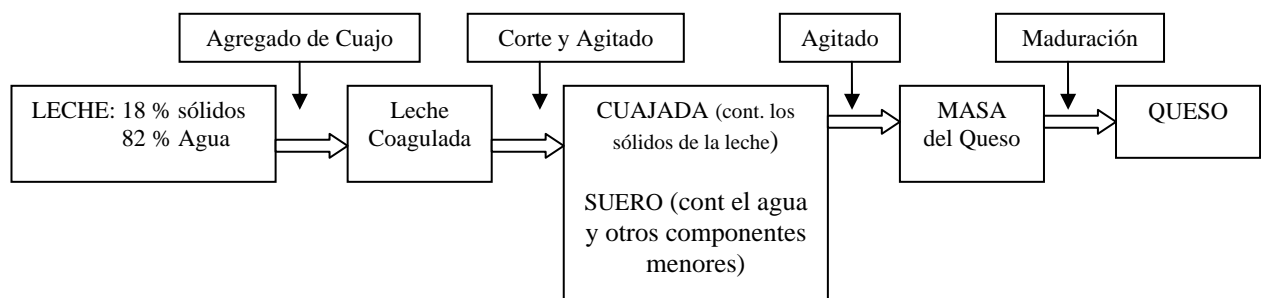 Agregado de Cuajo
Corte y Agitado
Agitado
Maduración
LECHE: 18 % sólidos
82 % Agua
Leche
Coagulada
CUAJADA (cont. los
sólidos de la leche)
SUERO (cont el agua
y otros componentes
menores)
MASA
del Queso
QUESO